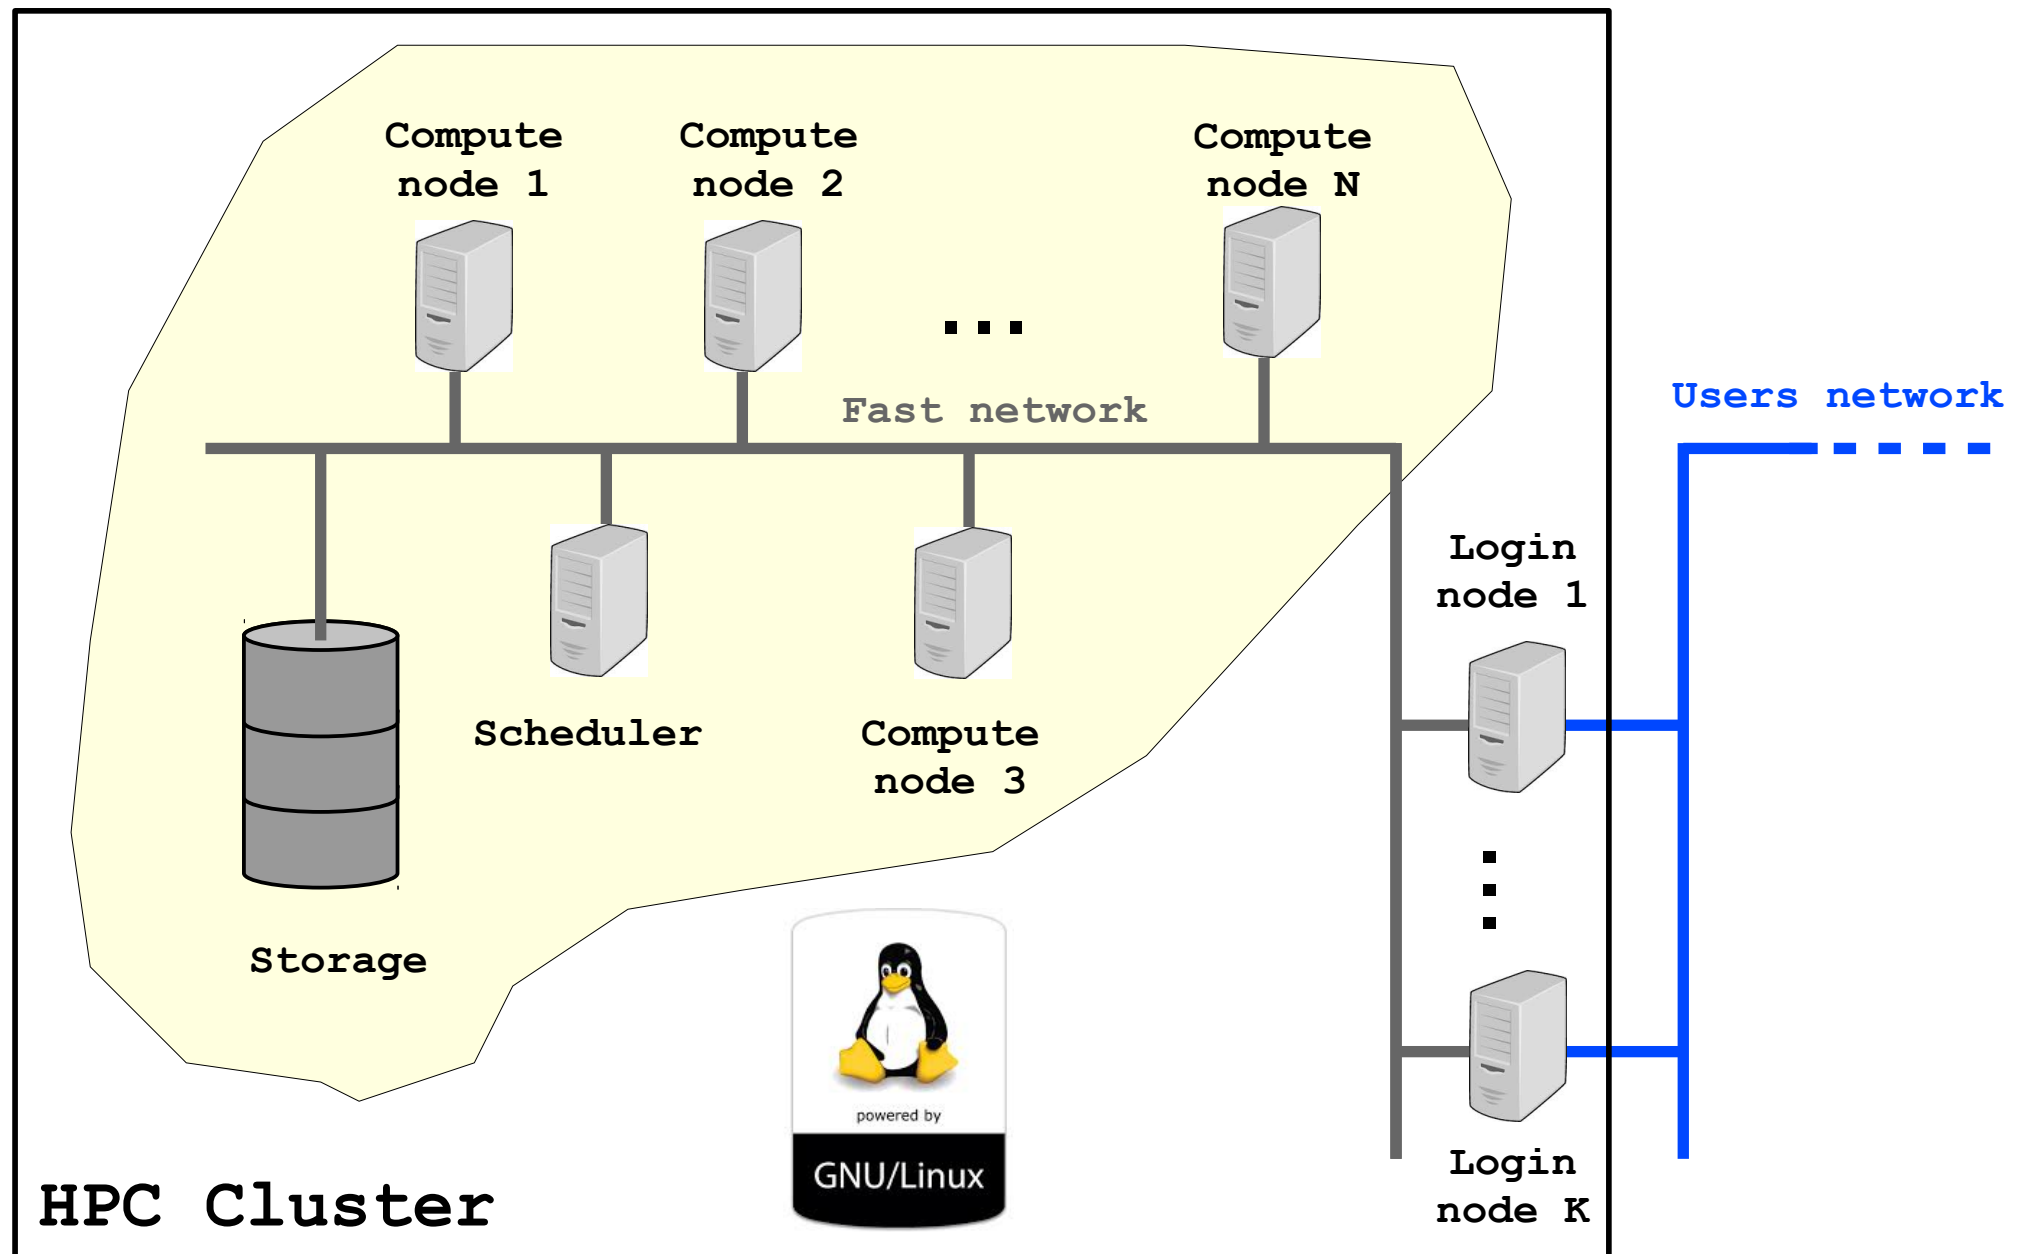 Compute
node 1
Compute
node 2
Compute
node N
...
Fast network
Users network
Login
node 1
Scheduler
Compute
node 3
Storage
powered by
GNU/Linux
Login
node K
HPC Cluster